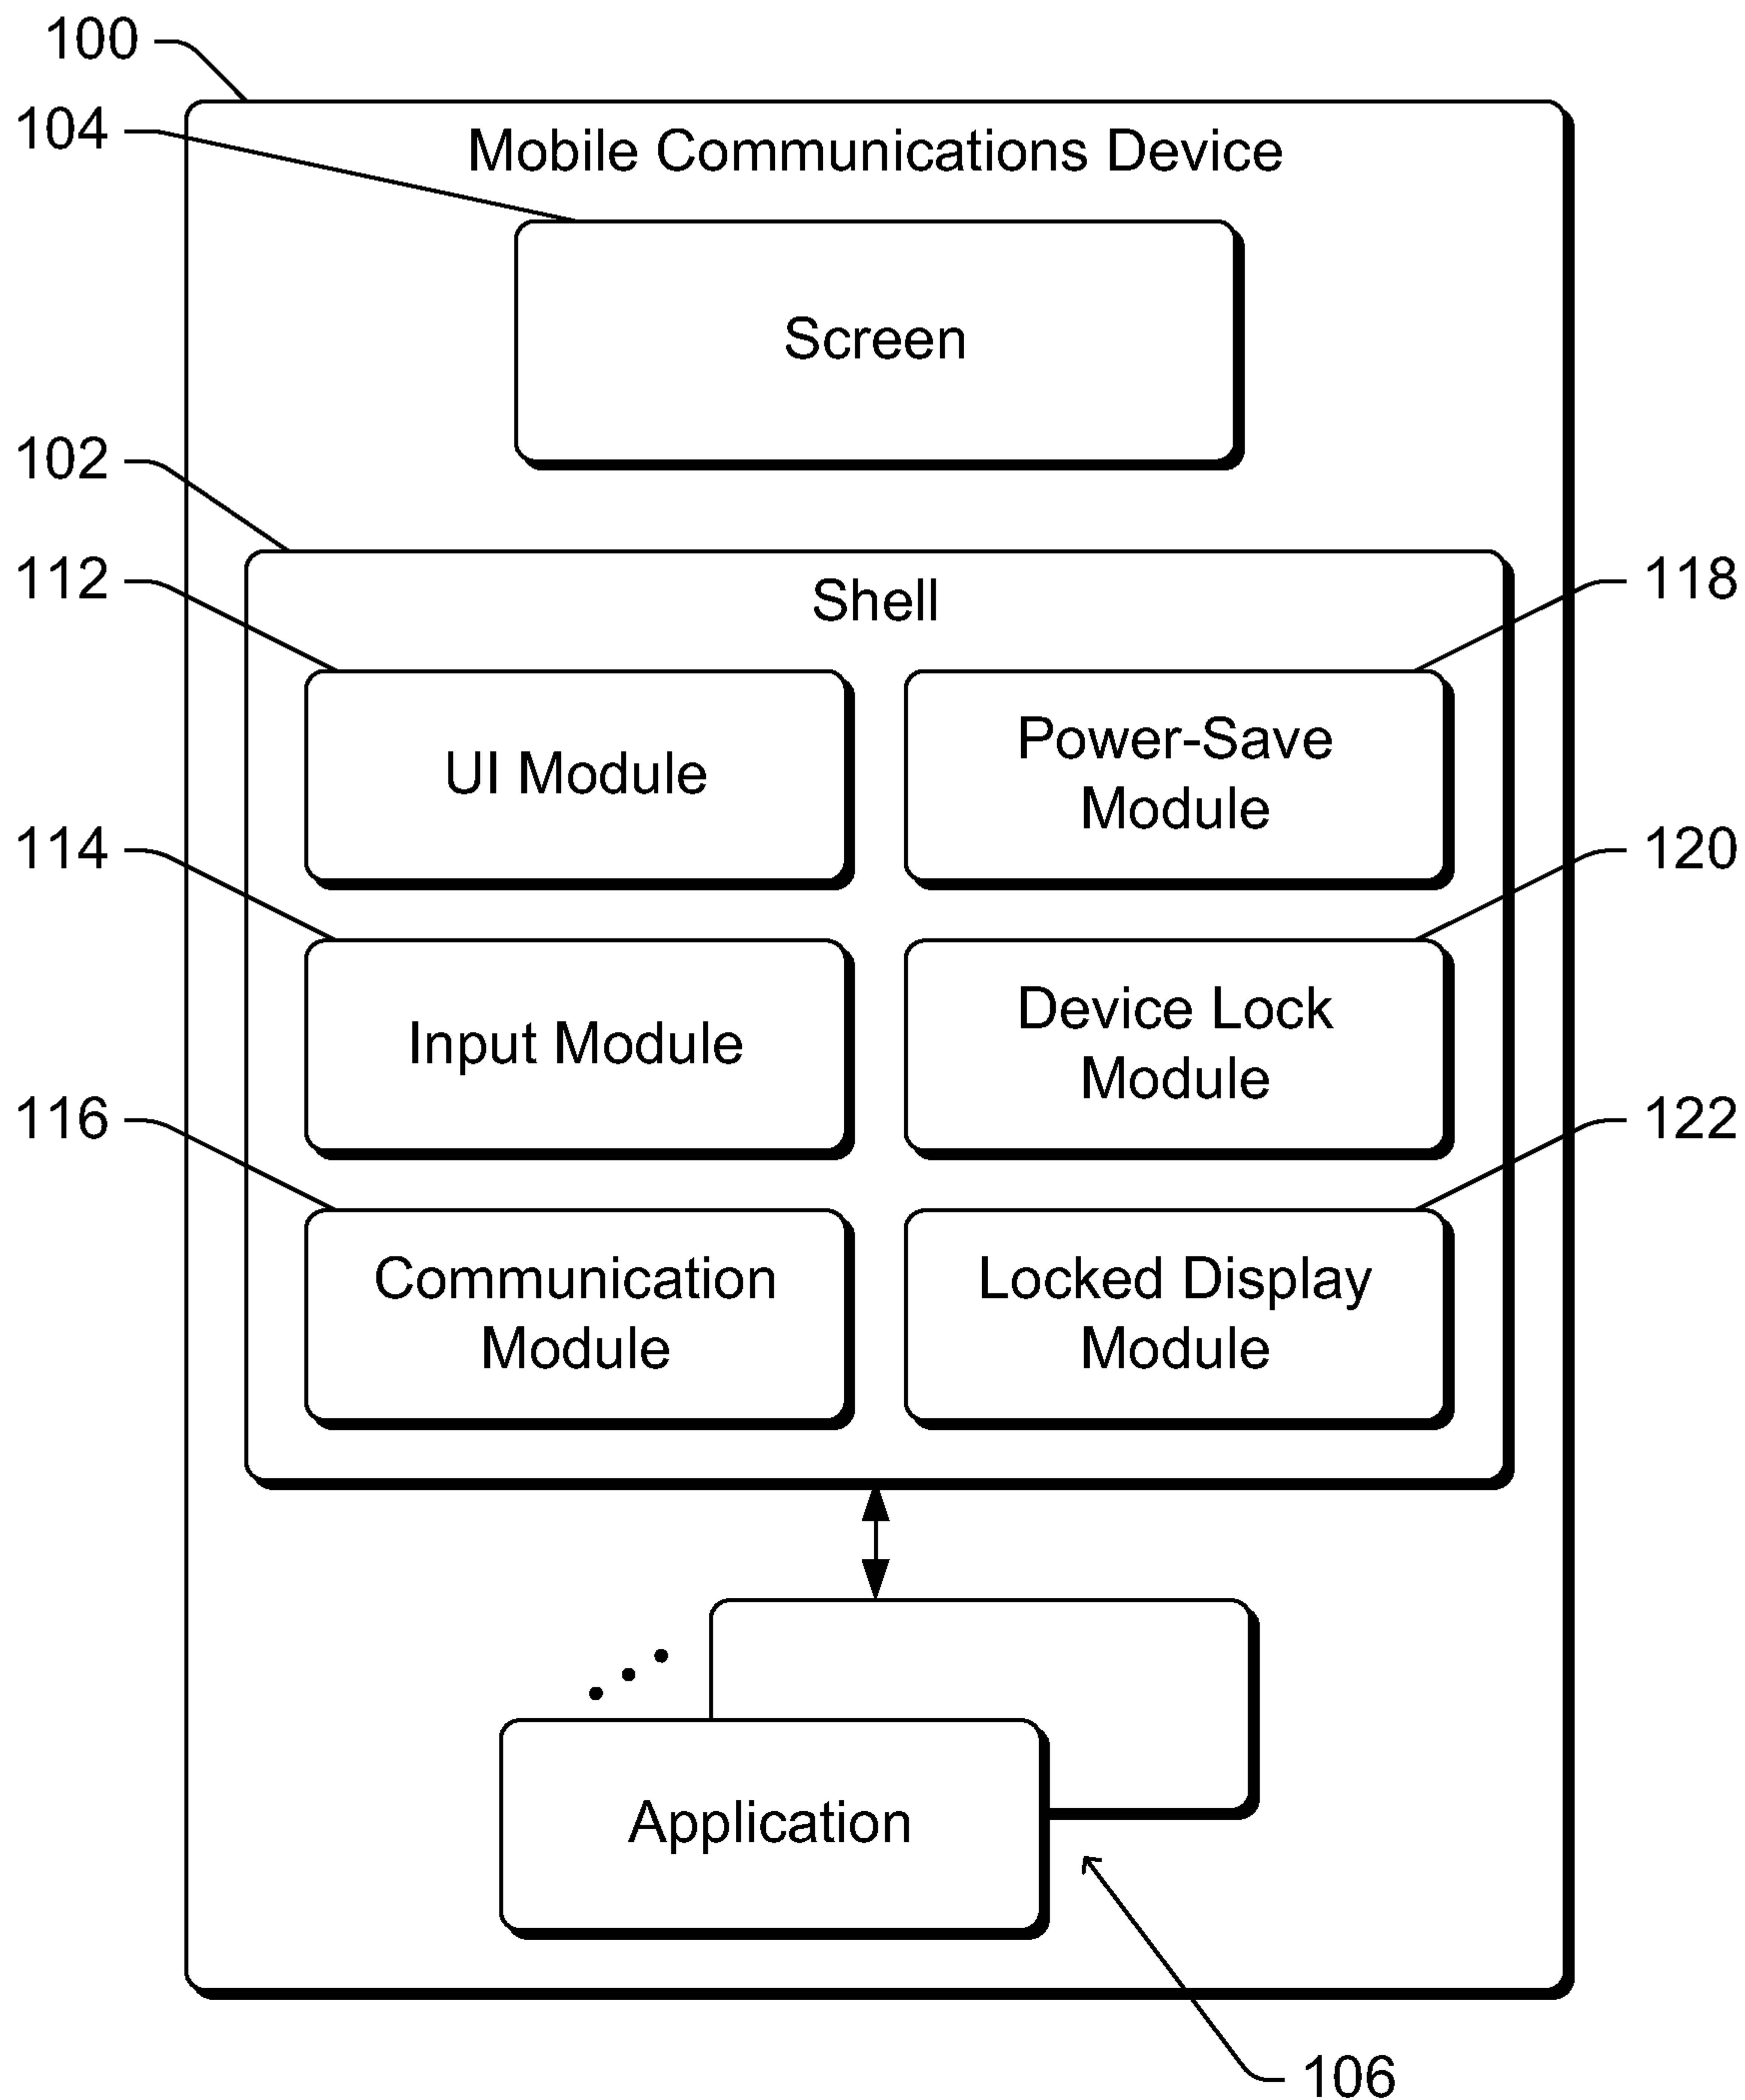 100
104
Mobile Communications Device
Screen
102
112
Shell
118
UI Module
Power-Save
Module
114
120
Input Module
Device Lock
Module
116
122
Communication
Module
Locked Display
Module
Application
106